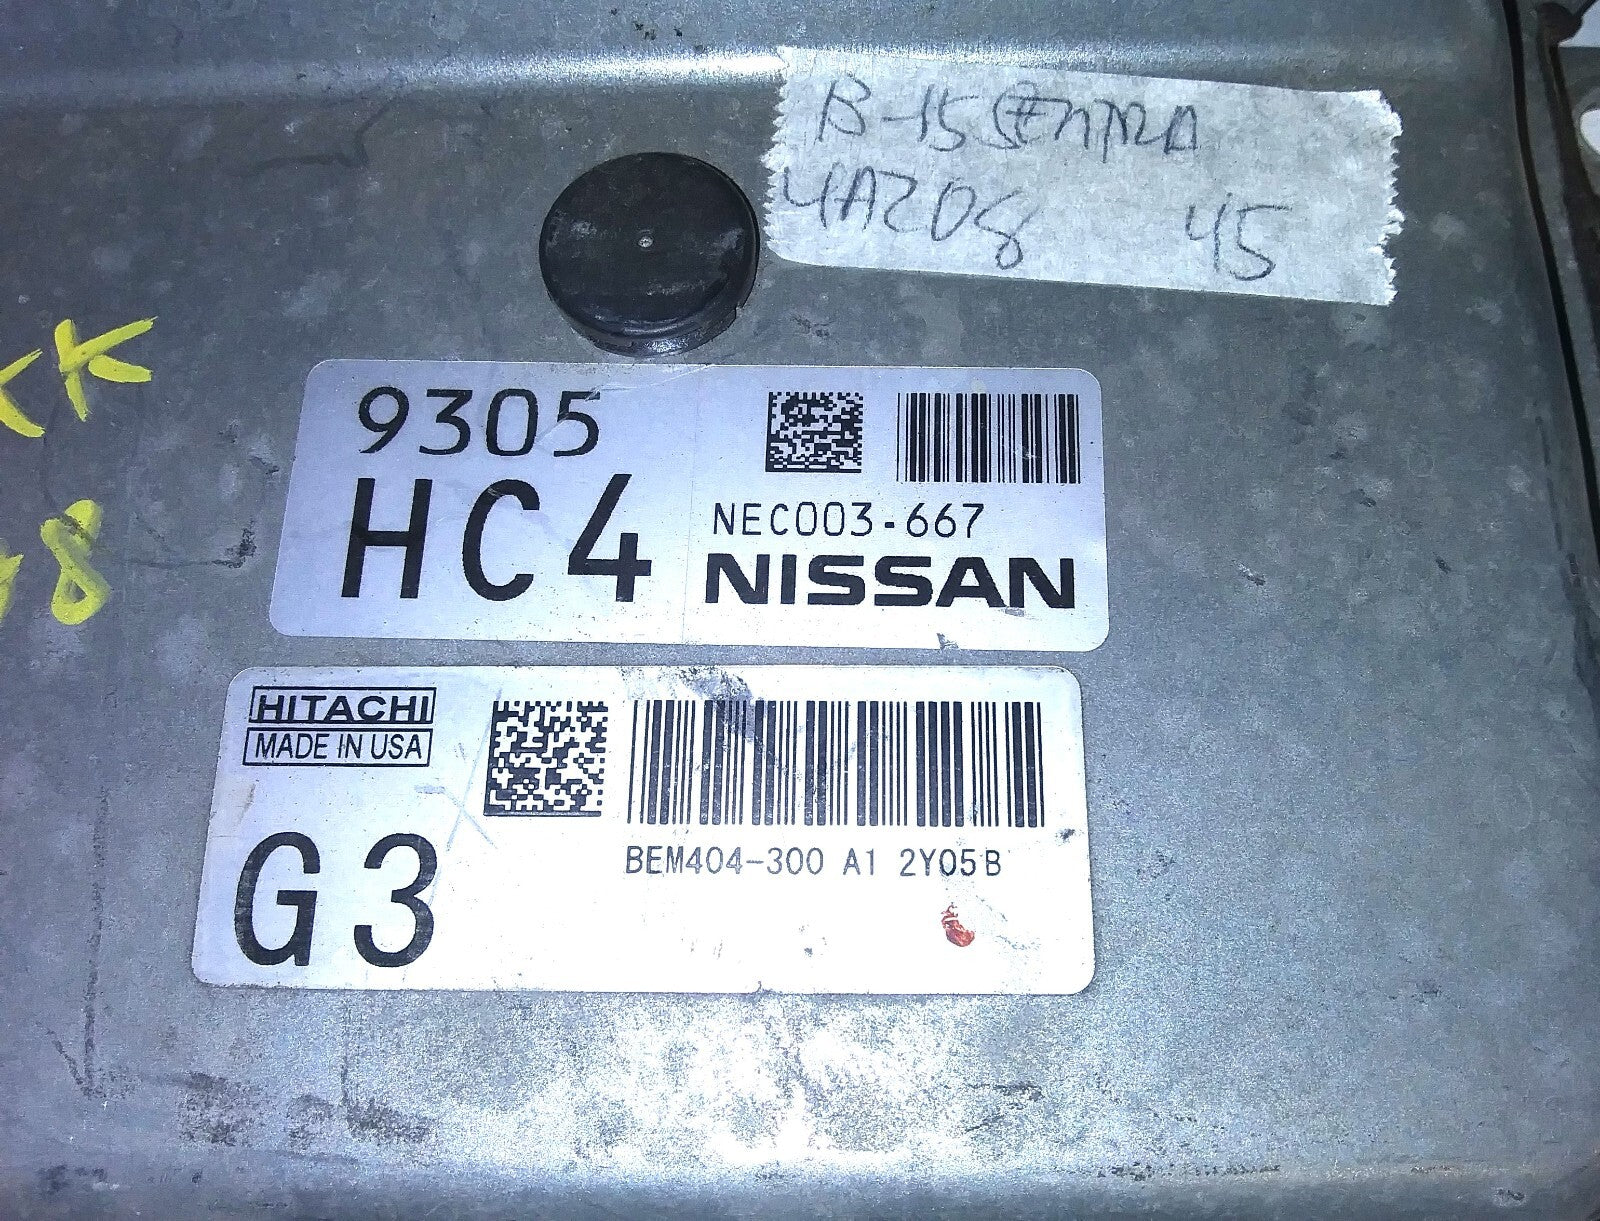 B-15 SENTRA
4A208 45
9305
HC4
NEC003-667
NISSAN
HITACHI
MADE IN USA
G3
BEM404-300 A1 2Y05B